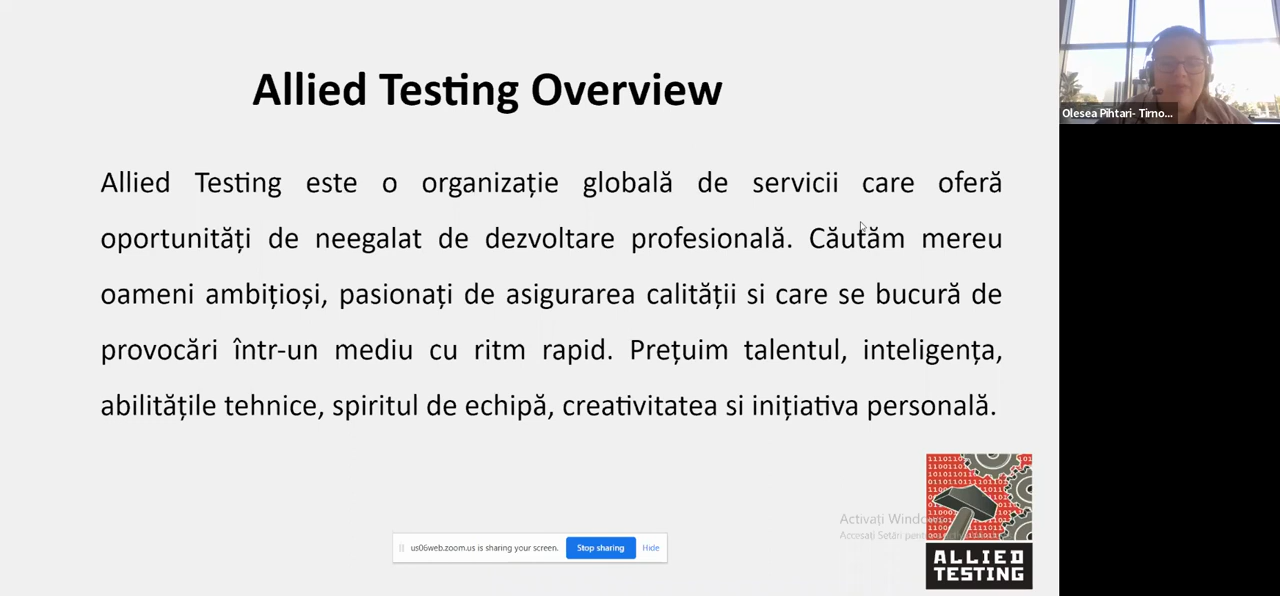 Allied Testing Overview
Allied Testing este o organizație globală de servicii care oferă
oportunități de neegalat de dezvoltare profesională. Căutăm mereu
oameni ambițioși, pasionați de asigurarea calității si care se bucură de
provocări într-un mediu cu ritm rapid. Prețuim talentul, inteligența,
abilitățile tehnice, spiritul de echipă, creativitatea si inițiativa personală.
Olesea Pihtari- Timo...
Activați
Accesați Setări
us06web.zoom.us is sharing your screen.
Stop sharing
Hide
ALLIED
TESTING